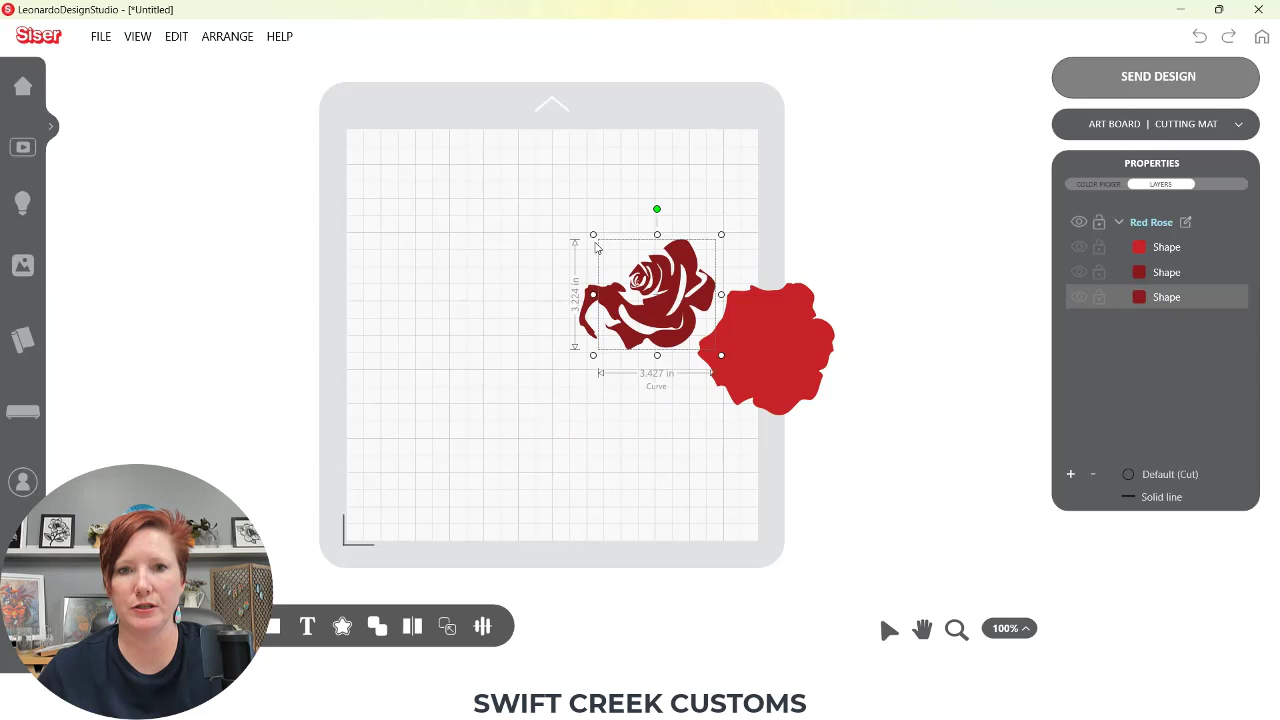 LeonardoDesignStudio - [*Untitled]
Siser
FILE VIEW EDIT ARRANGE HELP
SEND DESIGN
ART BOARD | CUTTING MAT
PROPERTIES
COLOR PICKER LAYERS
Red Rose
Shape
Shape
Shape
3.224 in
3.427 in
Curve
+ - Default (Cut)
Solid line
T
100%
SWIFT CREEK CUSTOMS